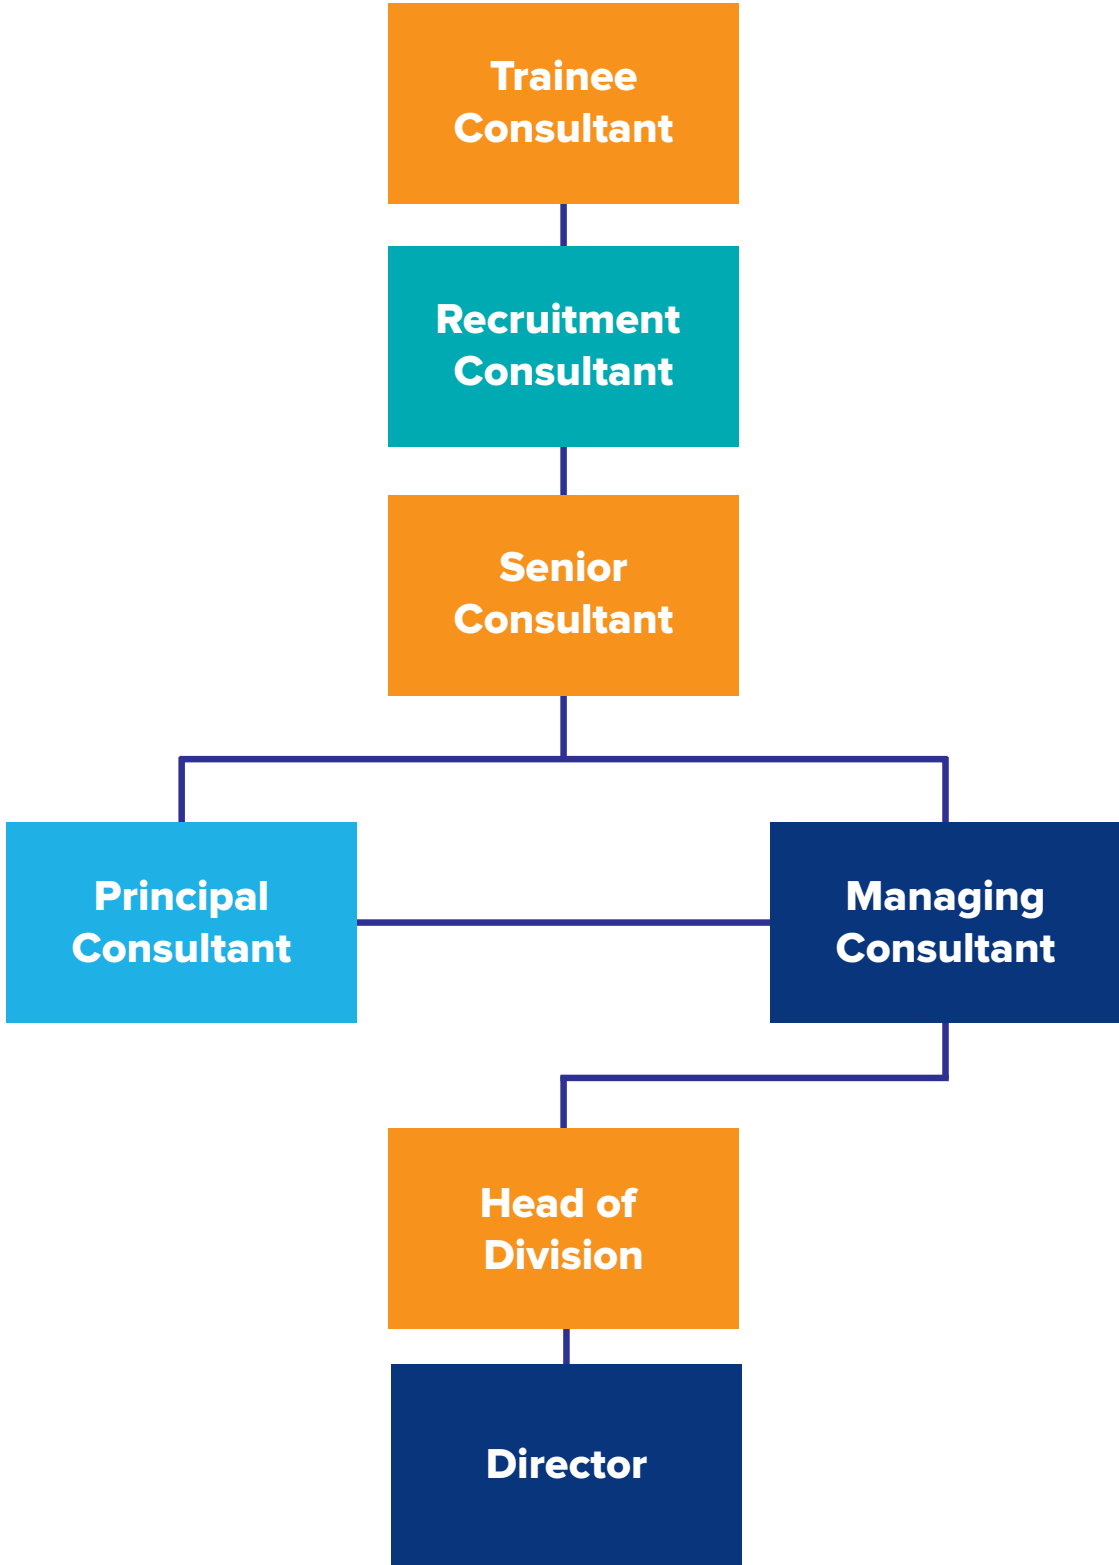 Trainee
Consultant
Recruitment
Consultant
Senior
Consultant
Principal
Consultant
Managing
Consultant
Head of
Division
Director